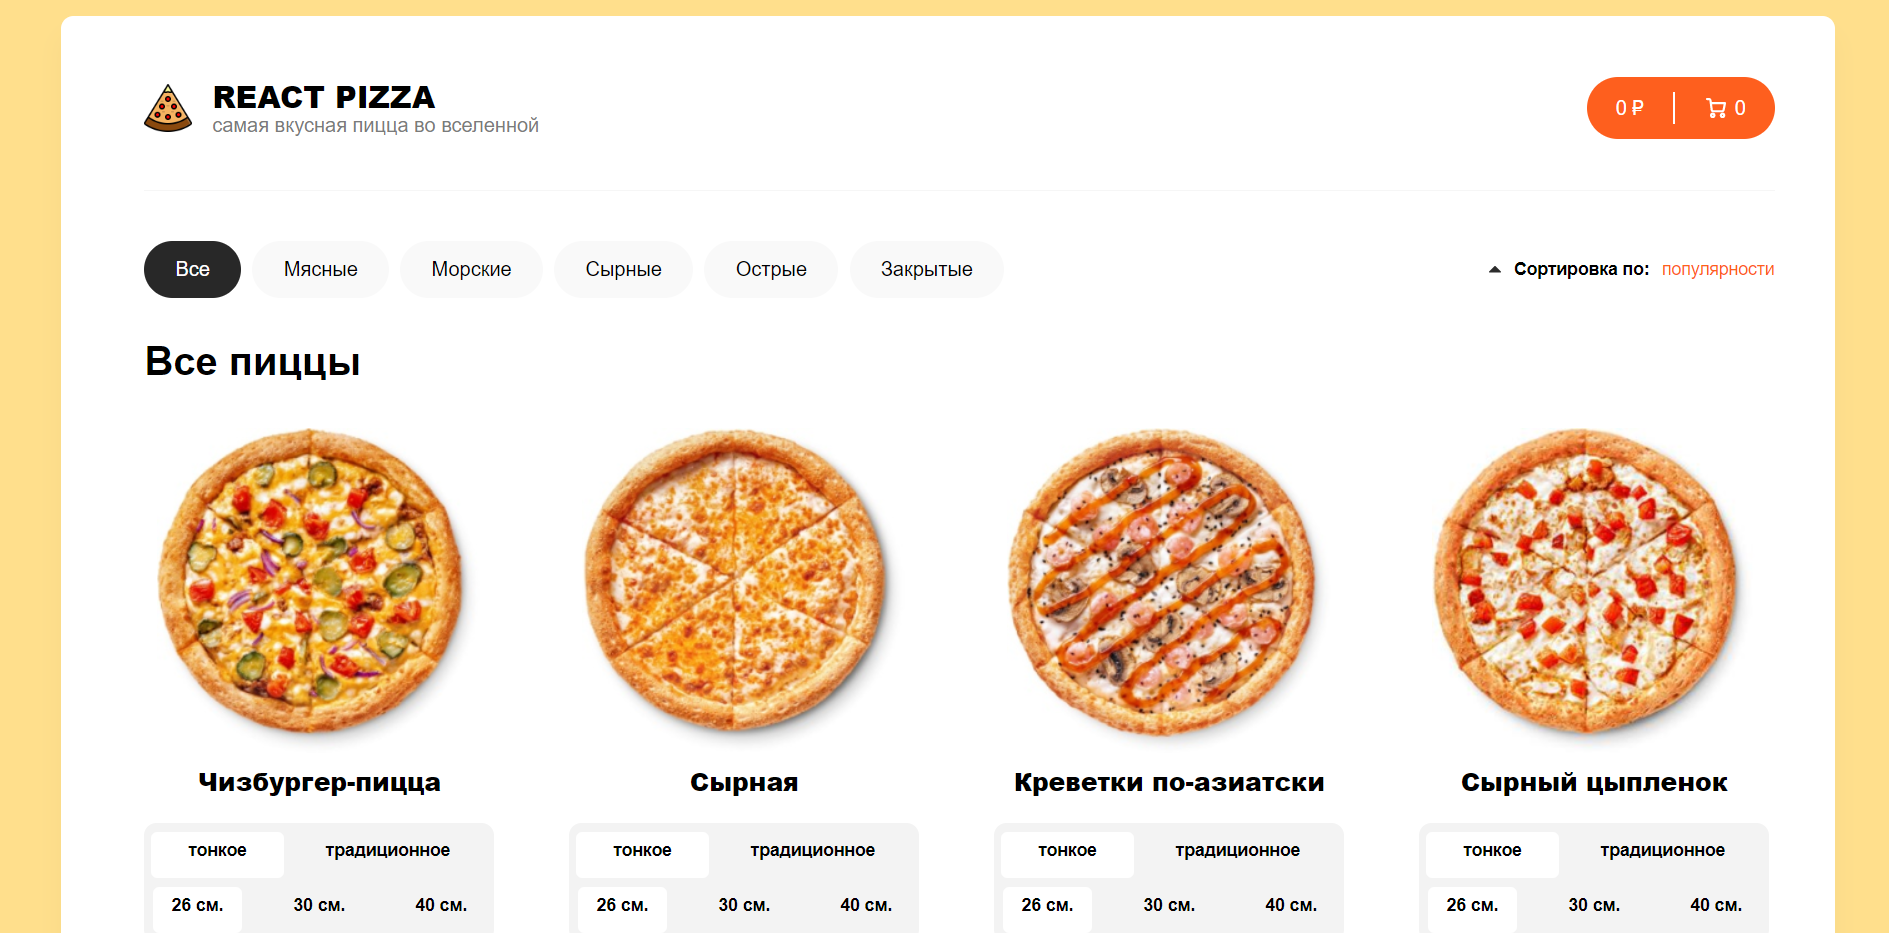 REACT PIZZA
самая вкусная пицца во вселенной
0 ₽ 0
Все Мясные Морские Сырные Острые Закрытые
Сортировка по: популярности
Все пиццы
Чизбургер-пицца Сырная Креветки по-азиатски Сырный цыпленок
тонкое традиционное тонкое традиционное тонкое традиционное тонкое традиционное
26 см. 30 см. 40 см. 26 см. 30 см. 40 см. 26 см. 30 см. 40 см. 26 см. 30 см. 40 см.